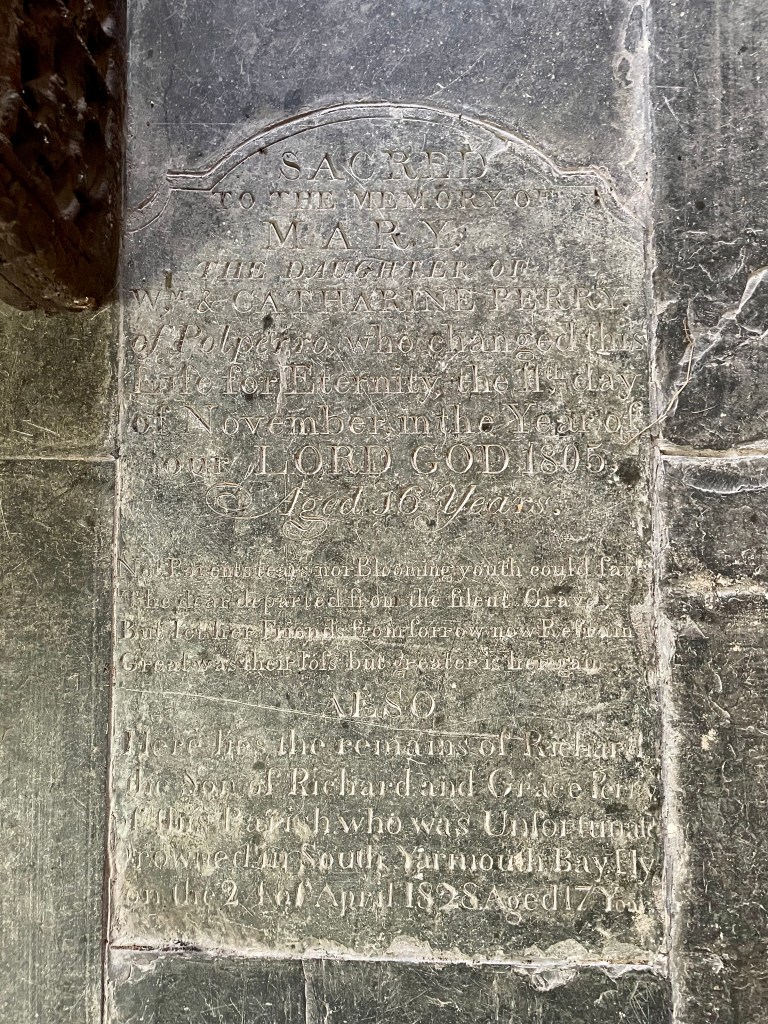 SACRED
TO THE MEMORY OF
MARY,
THE DAUGHTER OF
Wᴹ & CATHARINE PERRY,
of Polperro, who changed this
Life for Eternity, the 11th day
of November, in the Year of
our LORD GOD, 1805,
Aged 16 Years.
Not Parents tears nor Blooming youth could ſave
The dear departed from the ſilent Grave,
But let her Friends from ſorrow now Refrain
Great was their loſs but greater is her gain.
ALSO
Here lies the remains of Richard
the Son of Richard and Grace Perry
of this Pariſh who was Unfortunate
drowned in South Yarmouth Bay
on the of April 1828 Aged 17 Years